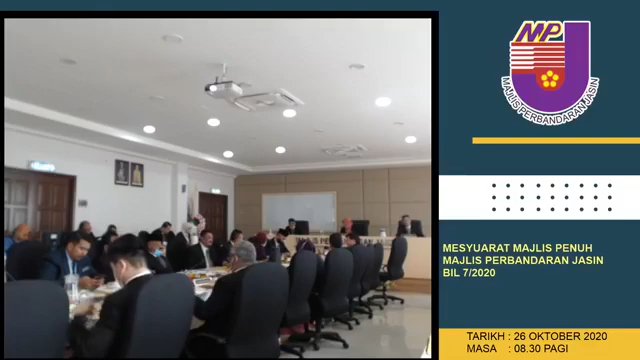 MP
MAJLIS PERBANDARAN JASIN
MESYUARAT MAJLIS PENUH
MAJLIS PERBANDARAN JASIN
BIL 7/2020
TARIKH : 26 OKTOBER 2020
MASA : 08.30 PAGI